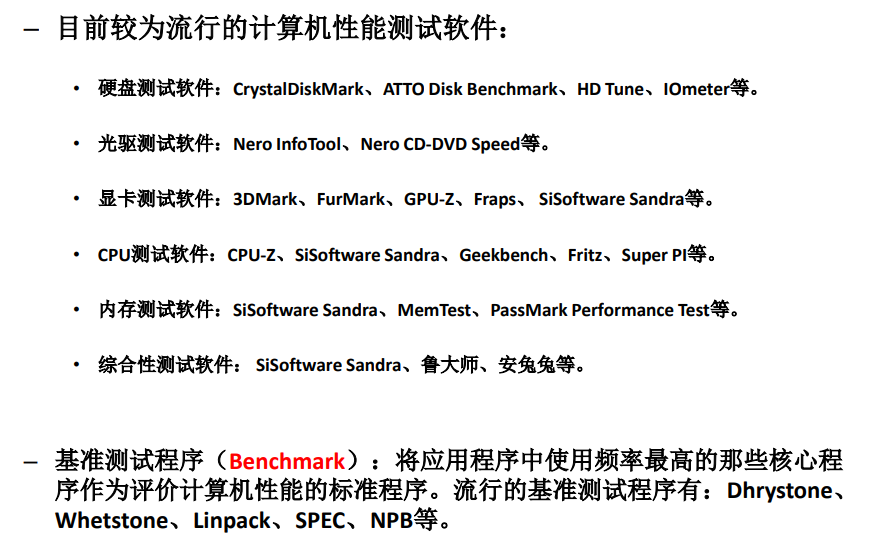 – 目前较为流行的计算机性能测试软件：
• 硬盘测试软件：CrystalDiskMark、ATTO Disk Benchmark、HD Tune、IOmeter等。
• 光驱测试软件：Nero InfoTool、Nero CD-DVD Speed等。
• 显卡测试软件：3DMark、FurMark、GPU-Z、Fraps、 SiSoftware Sandra等。
• CPU测试软件：CPU-Z、SiSoftware Sandra、Geekbench、Fritz、Super PI等。
• 内存测试软件：SiSoftware Sandra、MemTest、PassMark Performance Test等。
• 综合性测试软件： SiSoftware Sandra、鲁大师、安兔兔等。
– 基准测试程序（Benchmark）：将应用程序中使用频率最高的那些核心程
序作为评价计算机性能的标准程序。流行的基准测试程序有：Dhrystone、
Whetstone、Linpack、SPEC、NPB等。